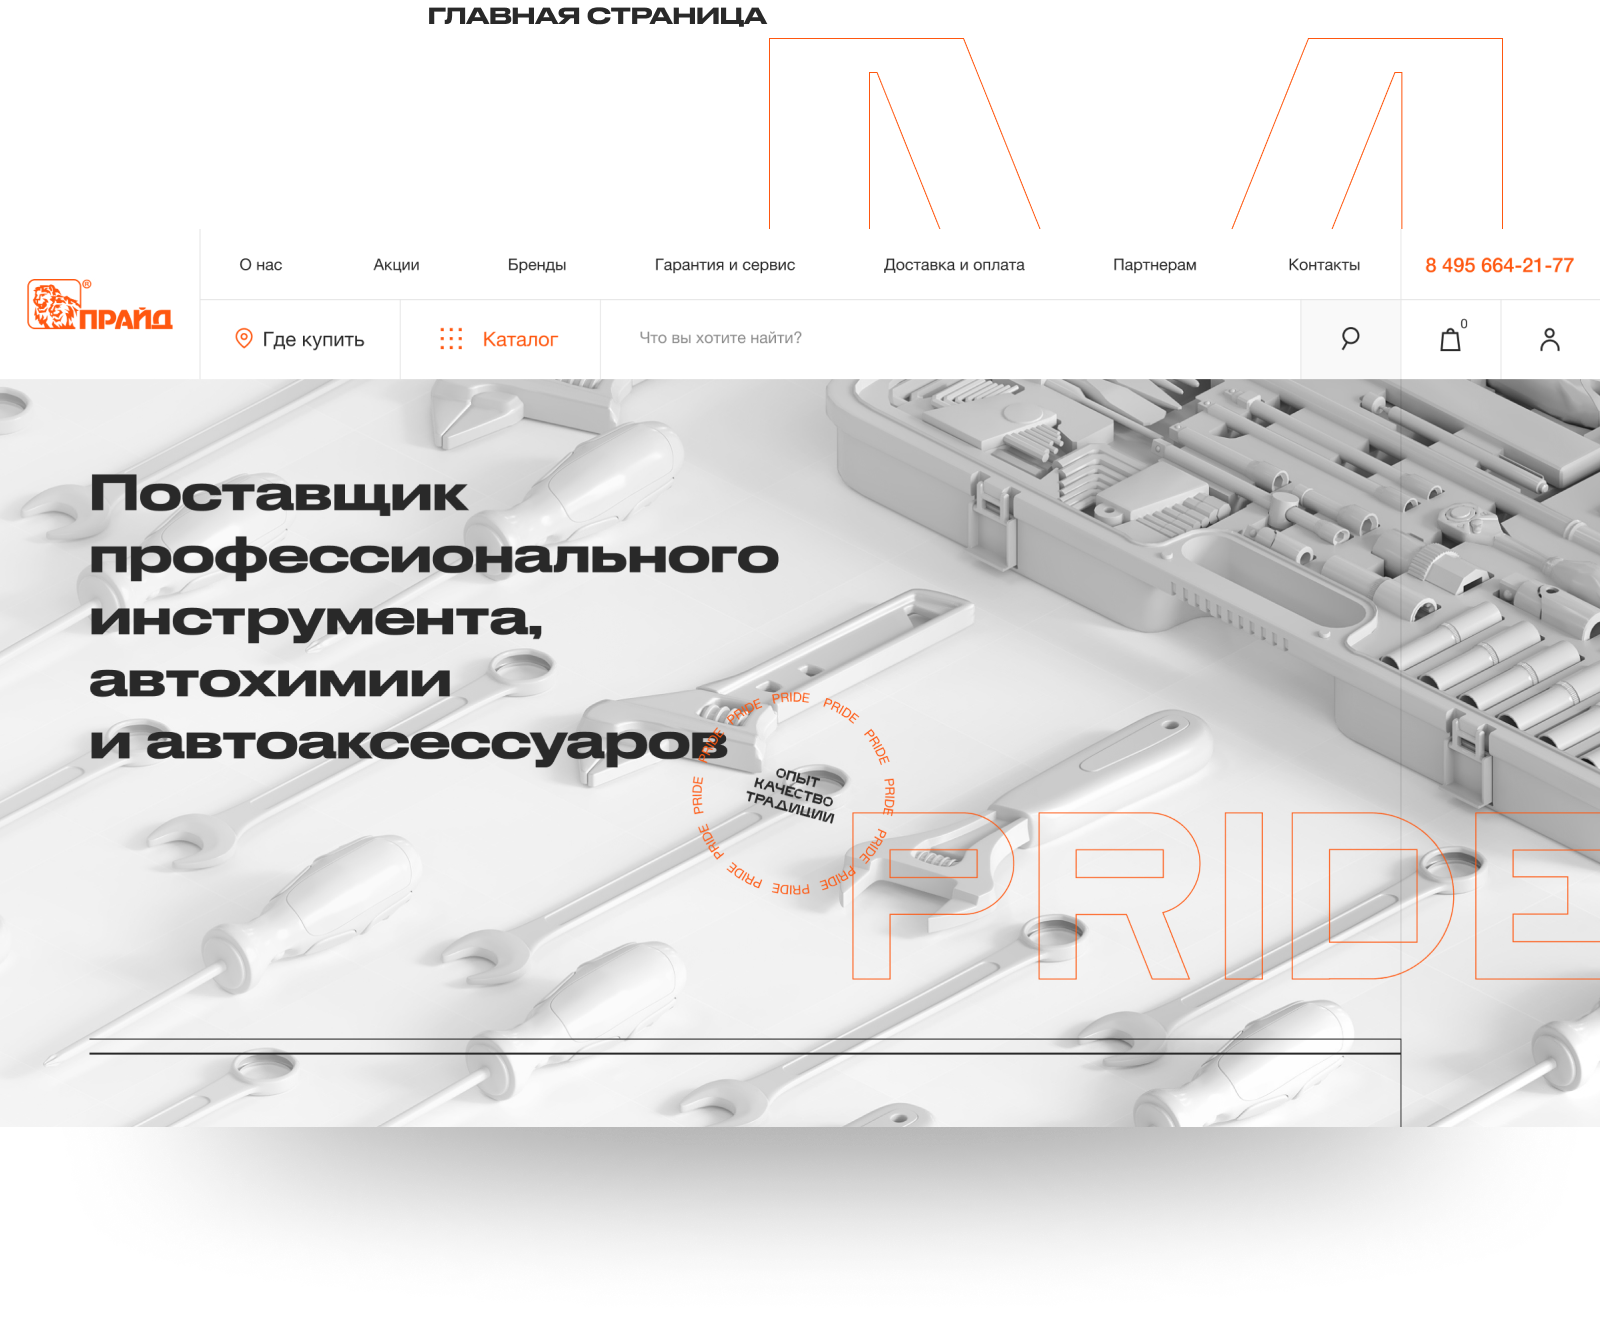 ГЛАВНАЯ СТРАНИЦА
О нас
Акции
Бренды
Гарантия и сервис
Доставка и оплата
Партнерам
Контакты
8 495 664-21-77
ПРАЙД®
Где купить
Каталог
Что вы хотите найти?
0
Поставщик
профессионального
инструмента,
автохимии
и автоаксессуаров
PRIDE PRIDE PRIDE PRIDE PRIDE PRIDE PRIDE PRIDE PRIDE PRIDE PRIDE PRIDE
ОПЫТ
КАЧЕСТВО
ТРАДИЦИИ
PRIDE